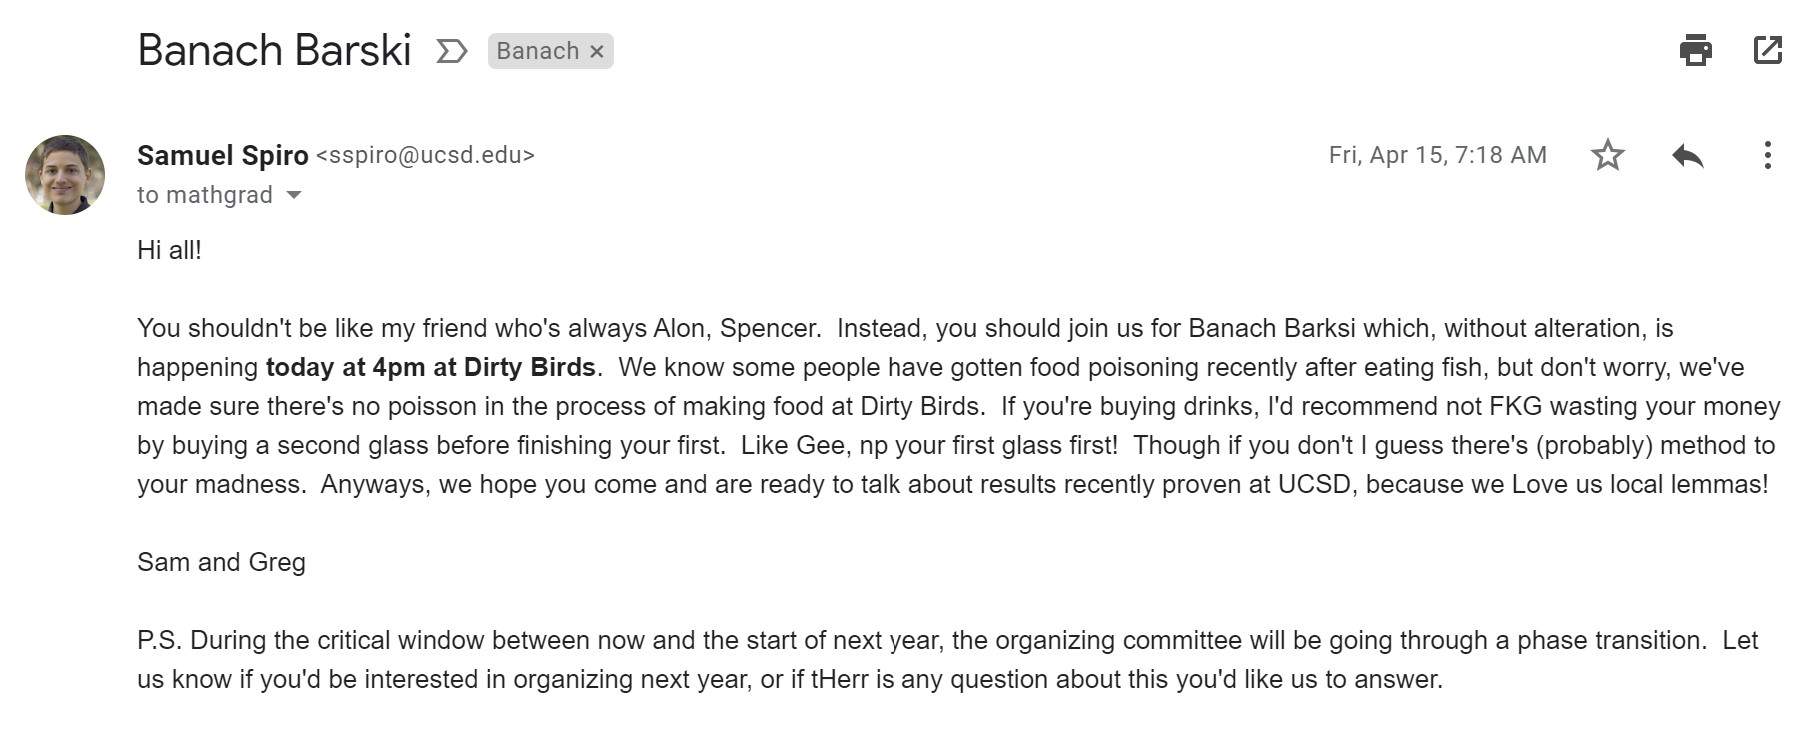 Banach Barski
Banach ×
Samuel Spiro <sspiro@ucsd.edu>
Fri, Apr 15, 7:18 AM
to mathgrad
Hi all!
You shouldn't be like my friend who's always Alon, Spencer.  Instead, you should join us for Banach Barksi which, without alteration, is
happening today at 4pm at Dirty Birds.  We know some people have gotten food poisoning recently after eating fish, but don't worry, we've
made sure there's no poisson in the process of making food at Dirty Birds.  If you're buying drinks, I'd recommend not FKG wasting your money
by buying a second glass before finishing your first.  Like Gee, np your first glass first!  Though if you don't I guess there's (probably) method to
your madness.  Anyways, we hope you come and are ready to talk about results recently proven at UCSD, because we Love us local lemmas!
Sam and Greg
P.S. During the critical window between now and the start of next year, the organizing committee will be going through a phase transition.  Let
us know if you'd be interested in organizing next year, or if tHerr is any question about this you'd like us to answer.